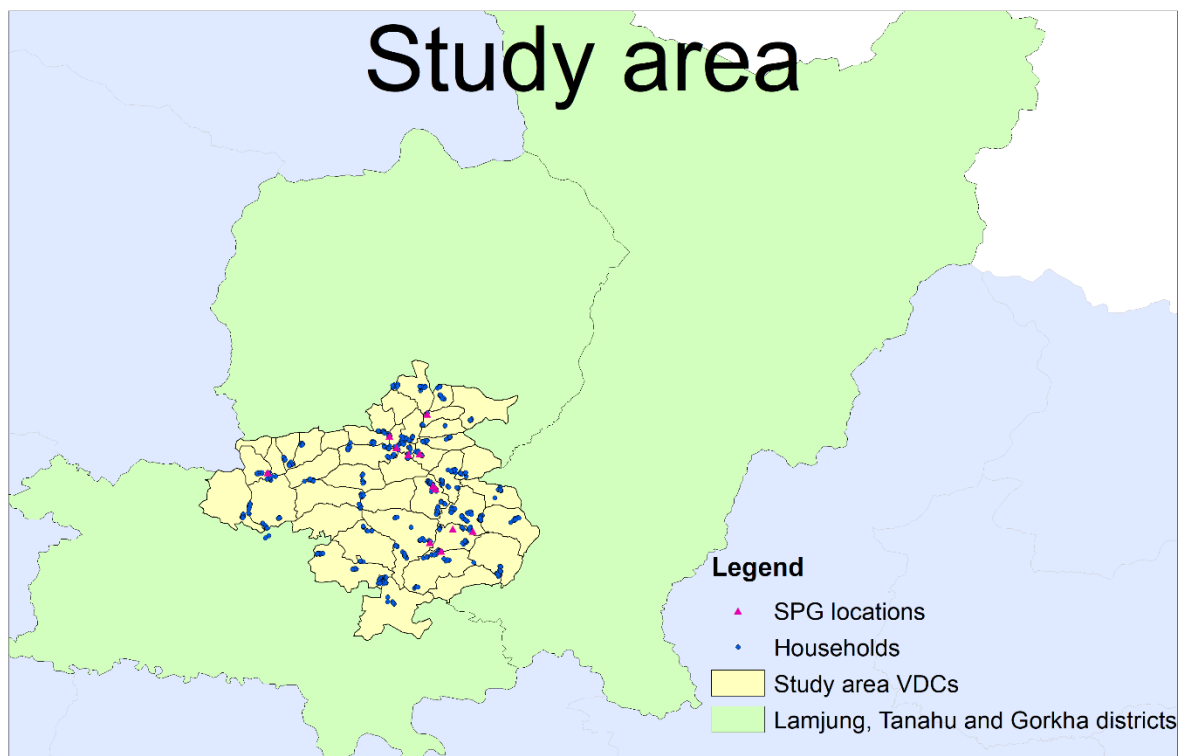 Study area
Legend
SPG locations
Households
Study area VDCs
Lamjung, Tanahu and Gorkha districts